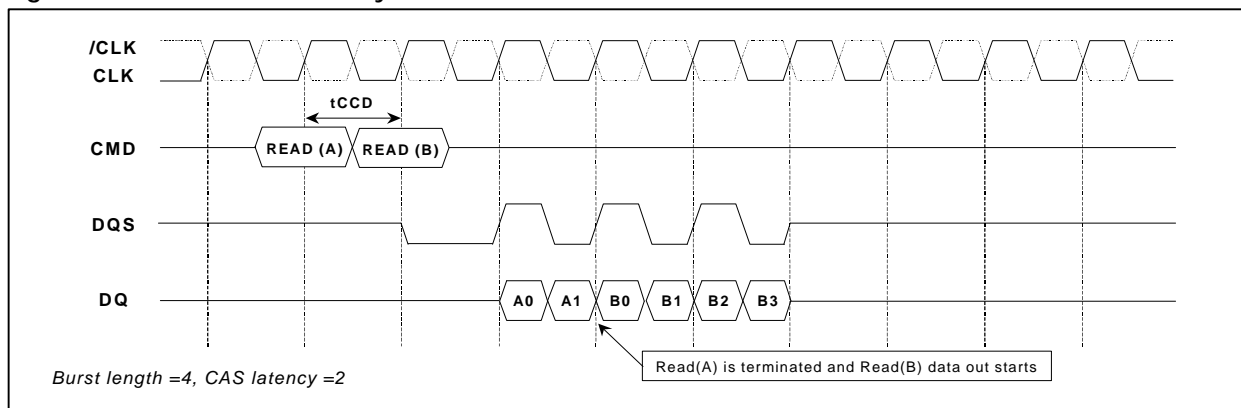 /CLK
CLK
tCCD
CMD READ (A) READ (B)
DQS
DQ A0 A1 B0 B1 B2 B3
Read(A) is terminated and Read(B) data out starts
Burst length =4, CAS latency =2